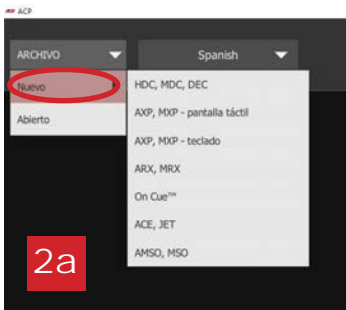 ACP
ARCHIVO Spanish
Nuevo HDC, MDC, DEC
Abierto AXP, MXP - pantalla táctil
AXP, MXP - teclado
ARX, MRX
On Cue™
ACE, JET
AMSO, MSO
2a